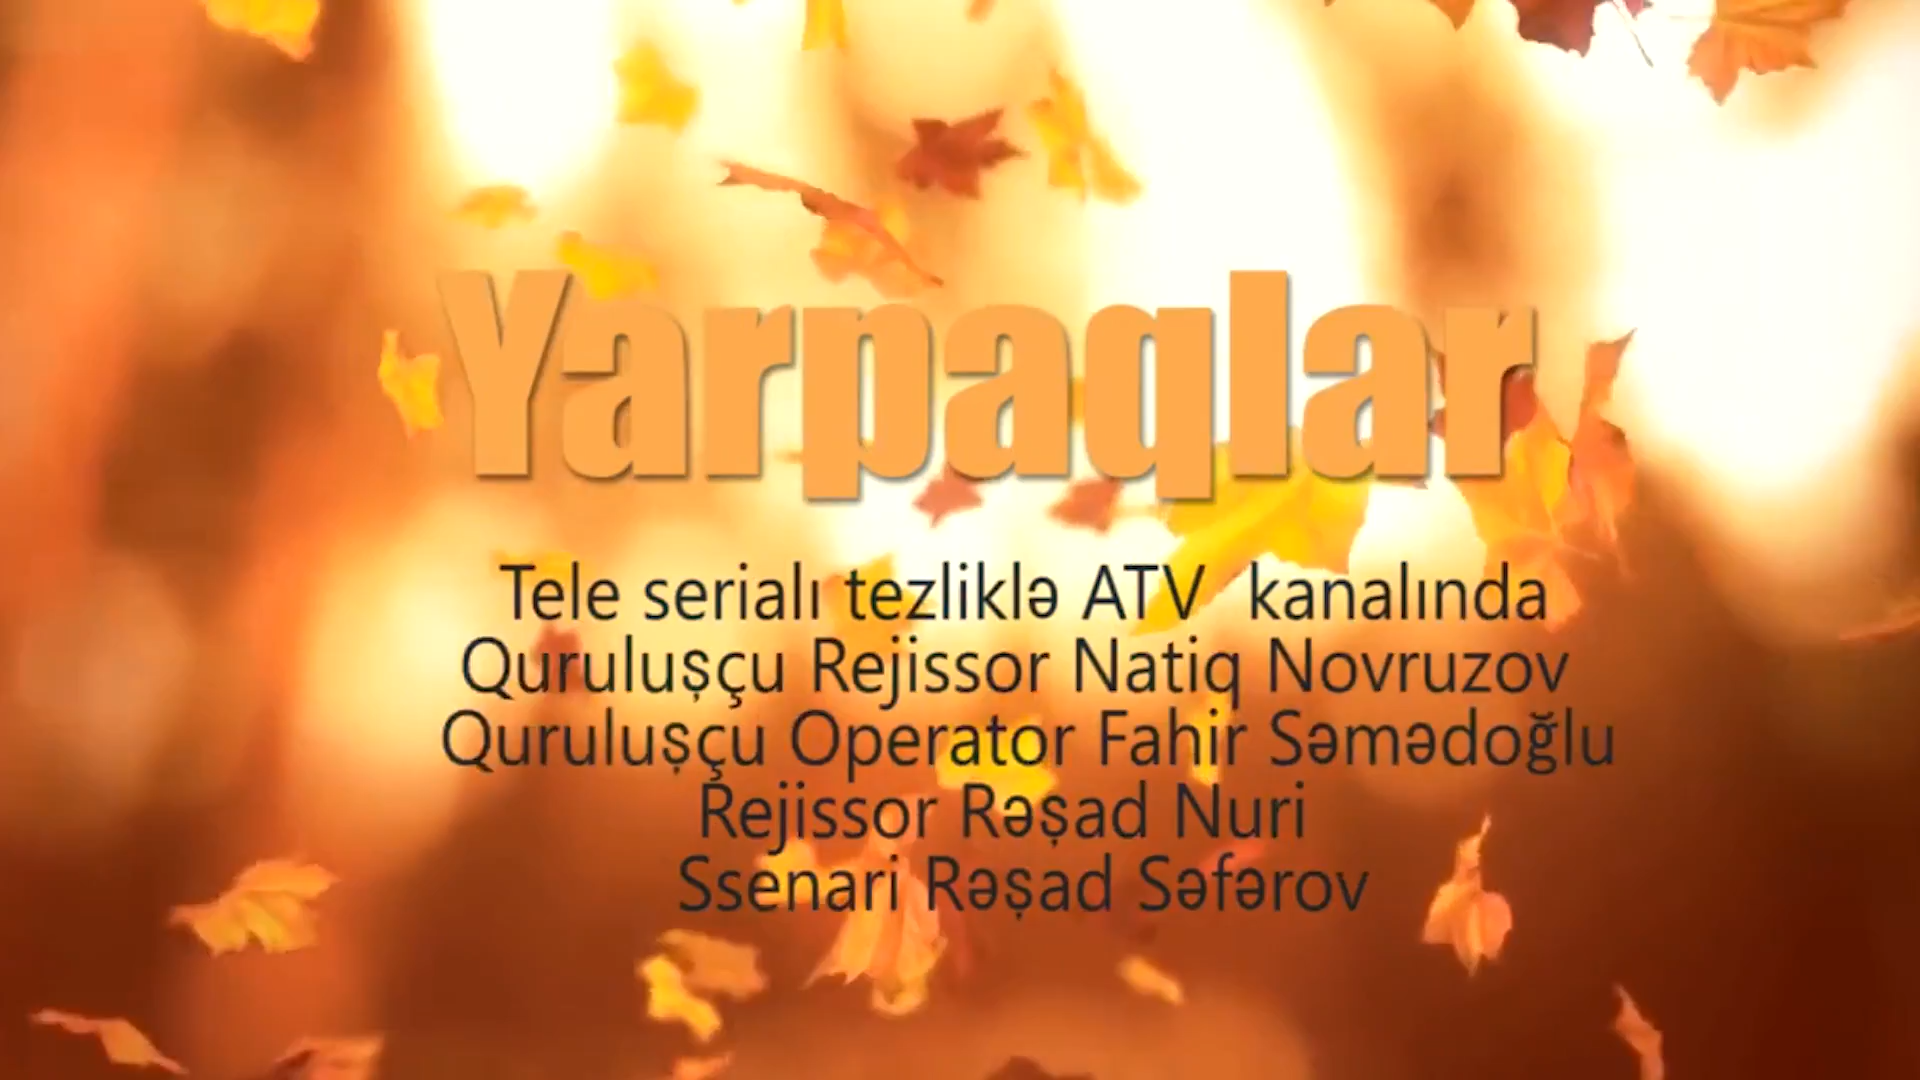 Yarpaqlar
Tele serialı tezliklə ATV kanalında
Quruluşçu Rejissor Natiq Novruzov
Quruluşçu Operator Fahir Səmədoğlu
Rejissor Rəşad Nuri
Ssenari Rəşad Səfərov